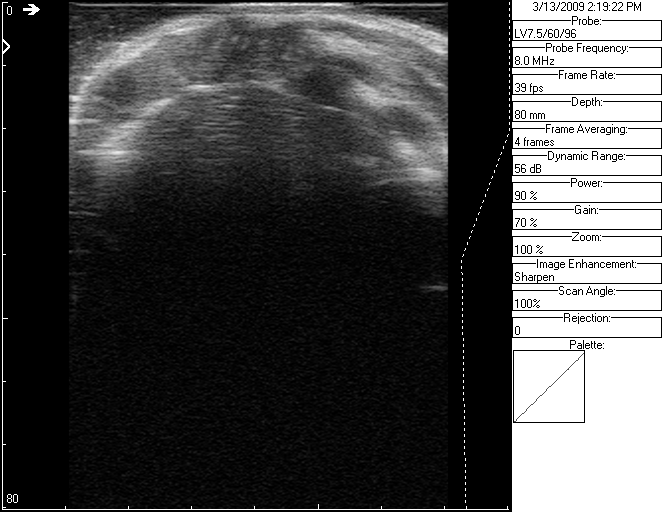 0
80
3/13/2009 2:19:22 PM
Probe:
LV7.5/60/96
Probe Frequency:
8.0 MHz
Frame Rate:
39 fps
Depth:
80 mm
Frame Averaging:
4 frames
Dynamic Range:
56 dB
Power:
90 %
Gain:
70 %
Zoom:
100 %
Image Enhancement:
Sharpen
Scan Angle:
100%
Rejection:
0
Palette: